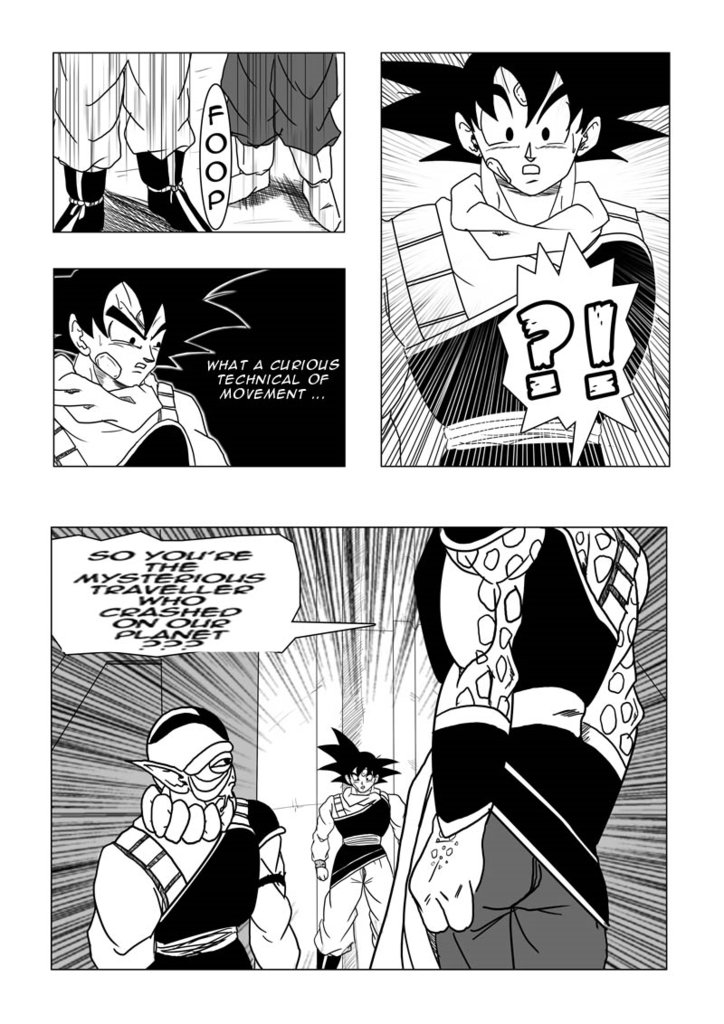 FOOP
?!
WHAT A CURIOUS
TECHNICAL OF
MOVEMENT ...
SO YOU'RE
THE
MYSTERIOUS
TRAVELLER
WHO
CRASHED
ON OUR
PLANET
???